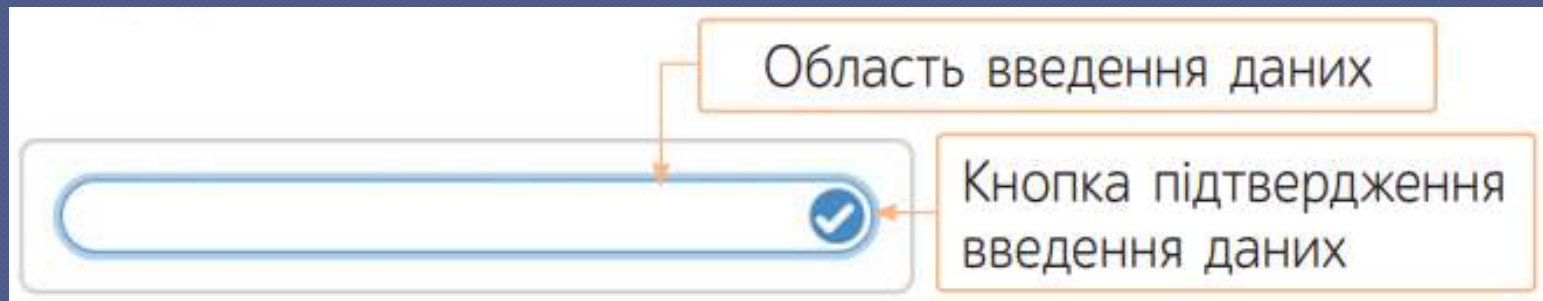 Область введення даних
Кнопка підтвердження
введення даних